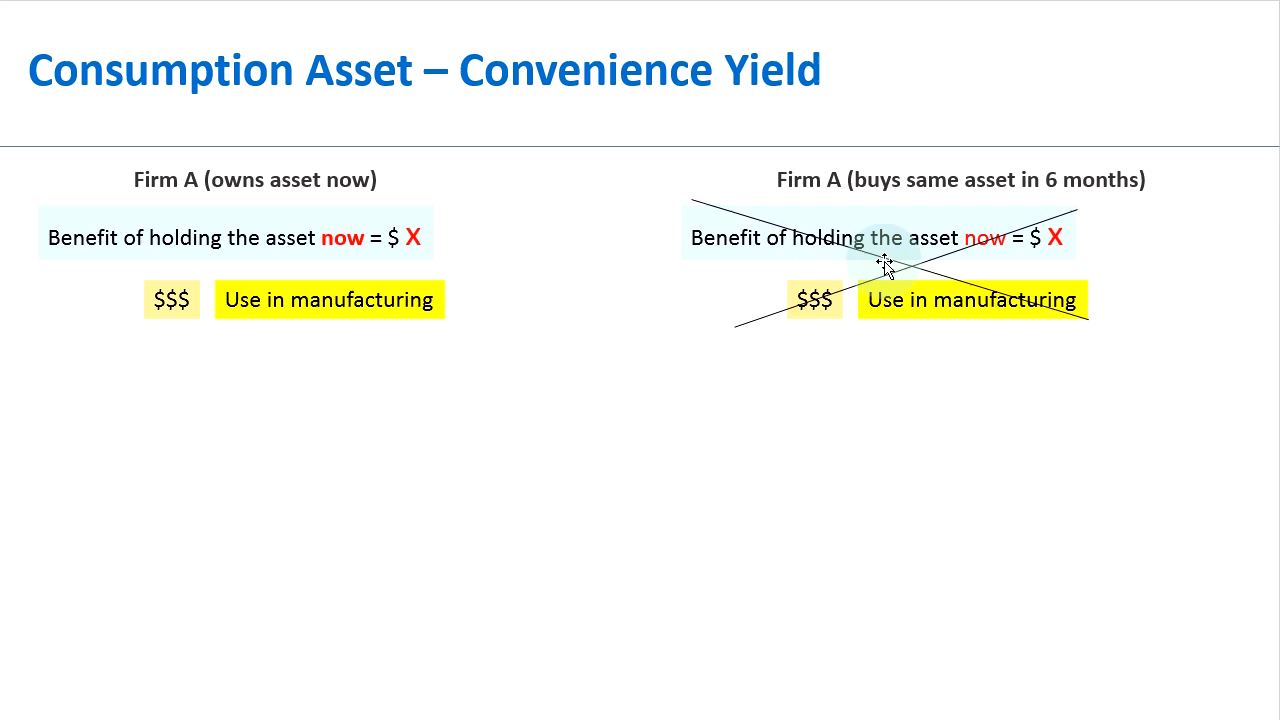 Consumption Asset – Convenience Yield
Firm A (owns asset now)
Benefit of holding the asset now = $ X
$$$ Use in manufacturing
Firm A (buys same asset in 6 months)
Benefit of holding the asset now = $ X
$$$ Use in manufacturing